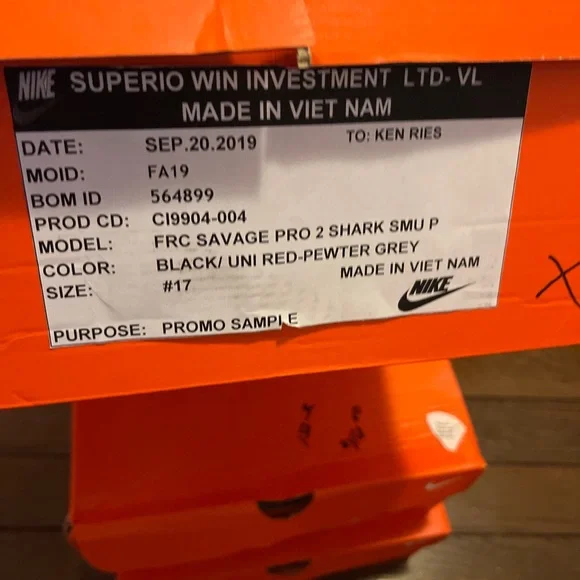 NIKE SUPERIO WIN INVESTMENT LTD- VL
MADE IN VIET NAM
DATE: SEP.20.2019 TO: KEN RIES
MOID: FA19
BOM ID 564899
PROD CD: CI9904-004
MODEL: FRC SAVAGE PRO 2 SHARK SMU P
COLOR: BLACK/ UNI RED-PEWTER GREY
SIZE: #17 MADE IN VIET NAM
NIKE
PURPOSE: PROMO SAMPLE
X